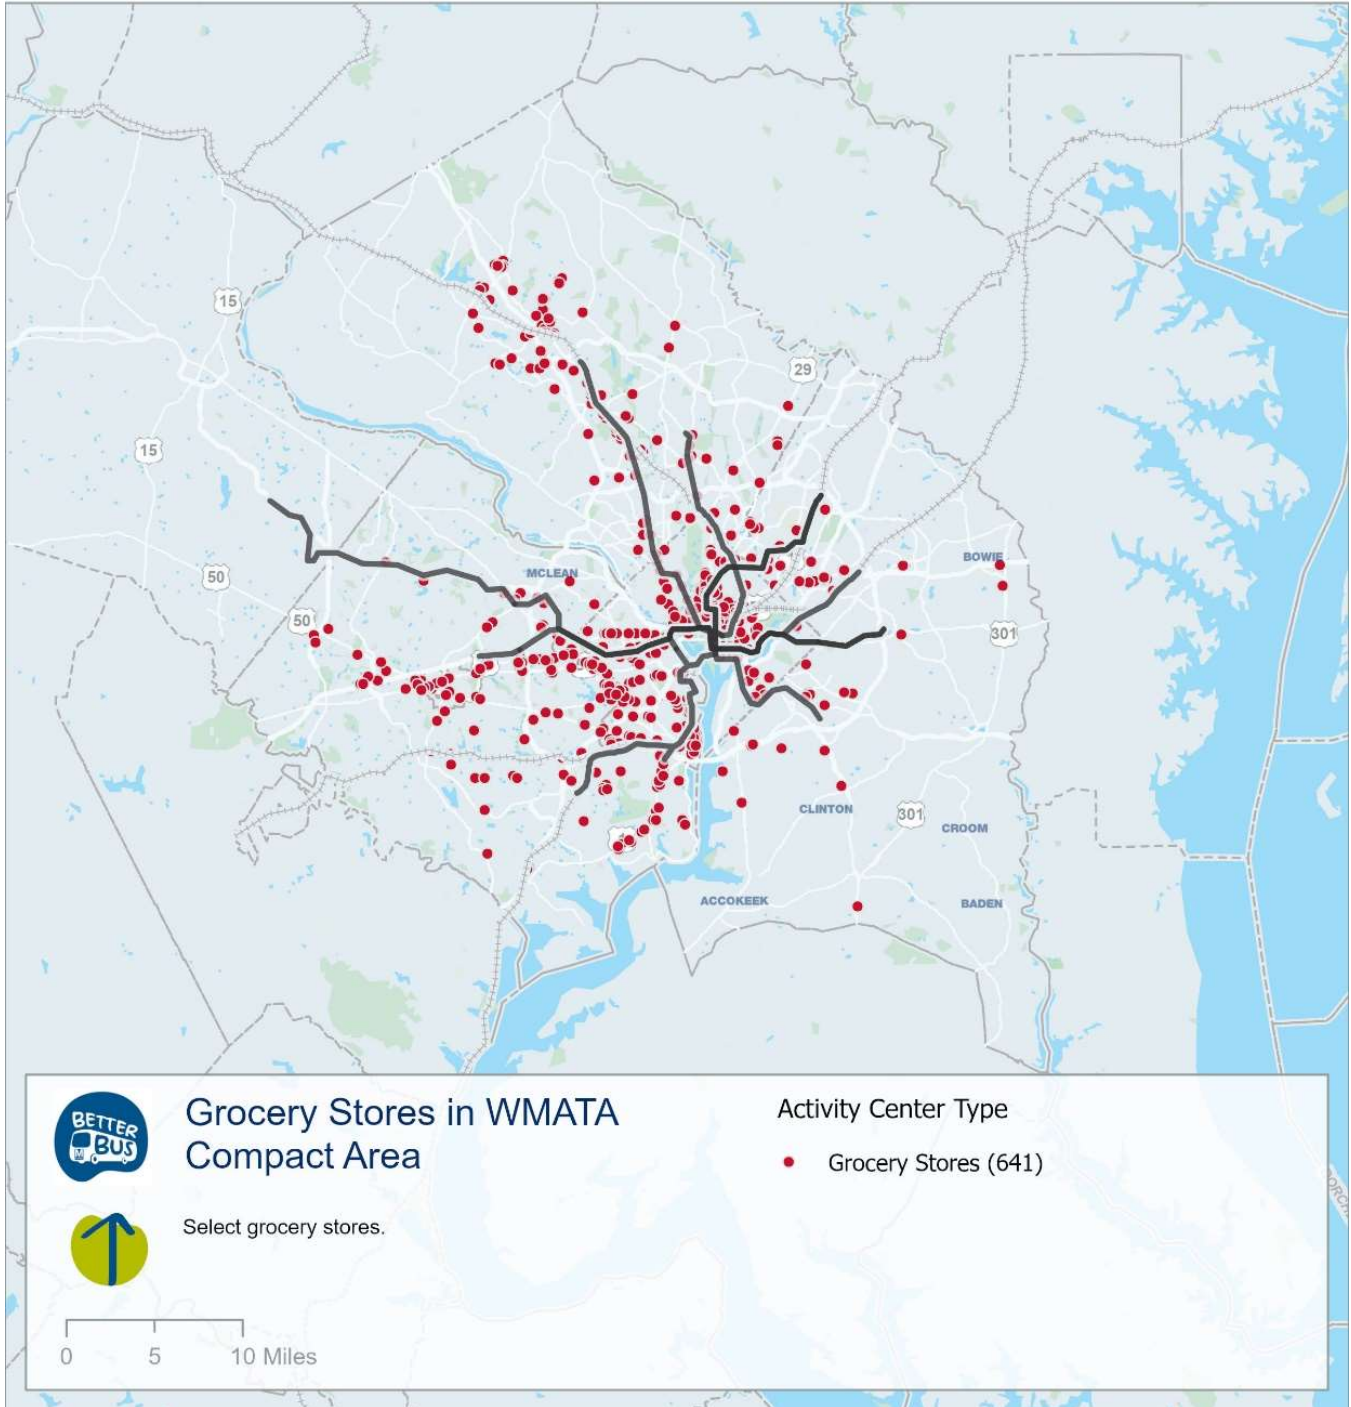 15
29
15
BOWIE
MCLEAN
50
50
301
CLINTON
301
CROOM
ACCOKEEK
BADEN
BETTER
BUS
M
Grocery Stores in WMATA
Compact Area
Activity Center Type
Grocery Stores (641)
Select grocery stores.
0 5 10 Miles